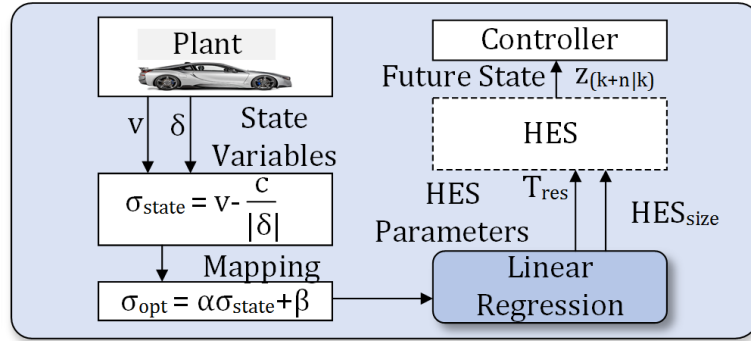 Plant
v δ
State
Variables
σstate = v- c/|δ|
Mapping
σopt = ασstate+β
Controller
Future State z(k+n|k)
HES
HES
Parameters
Tres
HESsize
Linear
Regression